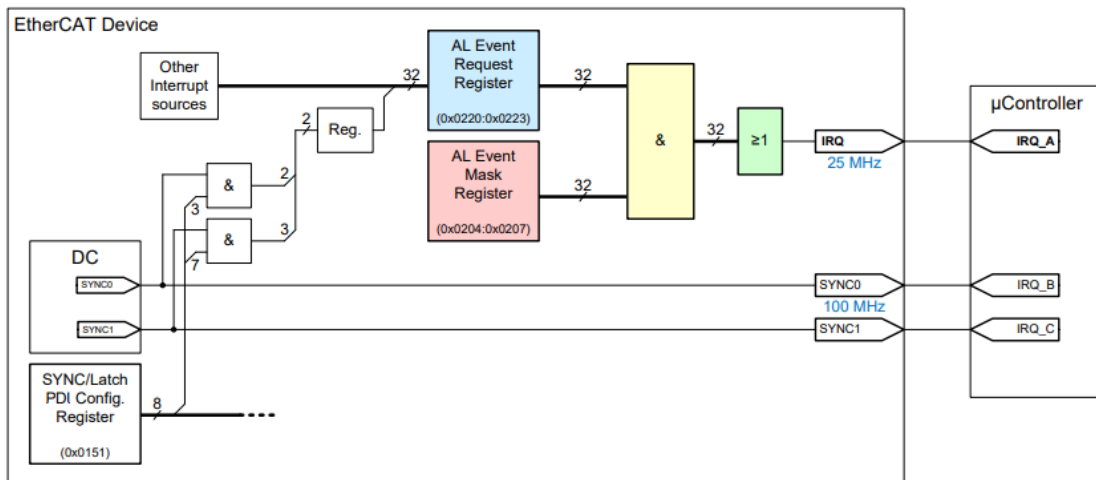 EtherCAT Device
Other
Interrupt
sources
32
AL Event
Request
Register
(0x0220:0x0223)
32
2
Reg.
&
32
≥1
IRQ
25 MHz
µController
IRQ_A
AL Event
Mask
Register
(0x0204:0x0207)
32
&
2
3
&
3
7
DC
SYNC0
SYNC0
IRQ_B
100 MHz
SYNC1
SYNC1
IRQ_C
SYNC/Latch
PDI Config.
Register
(0x0151)
8